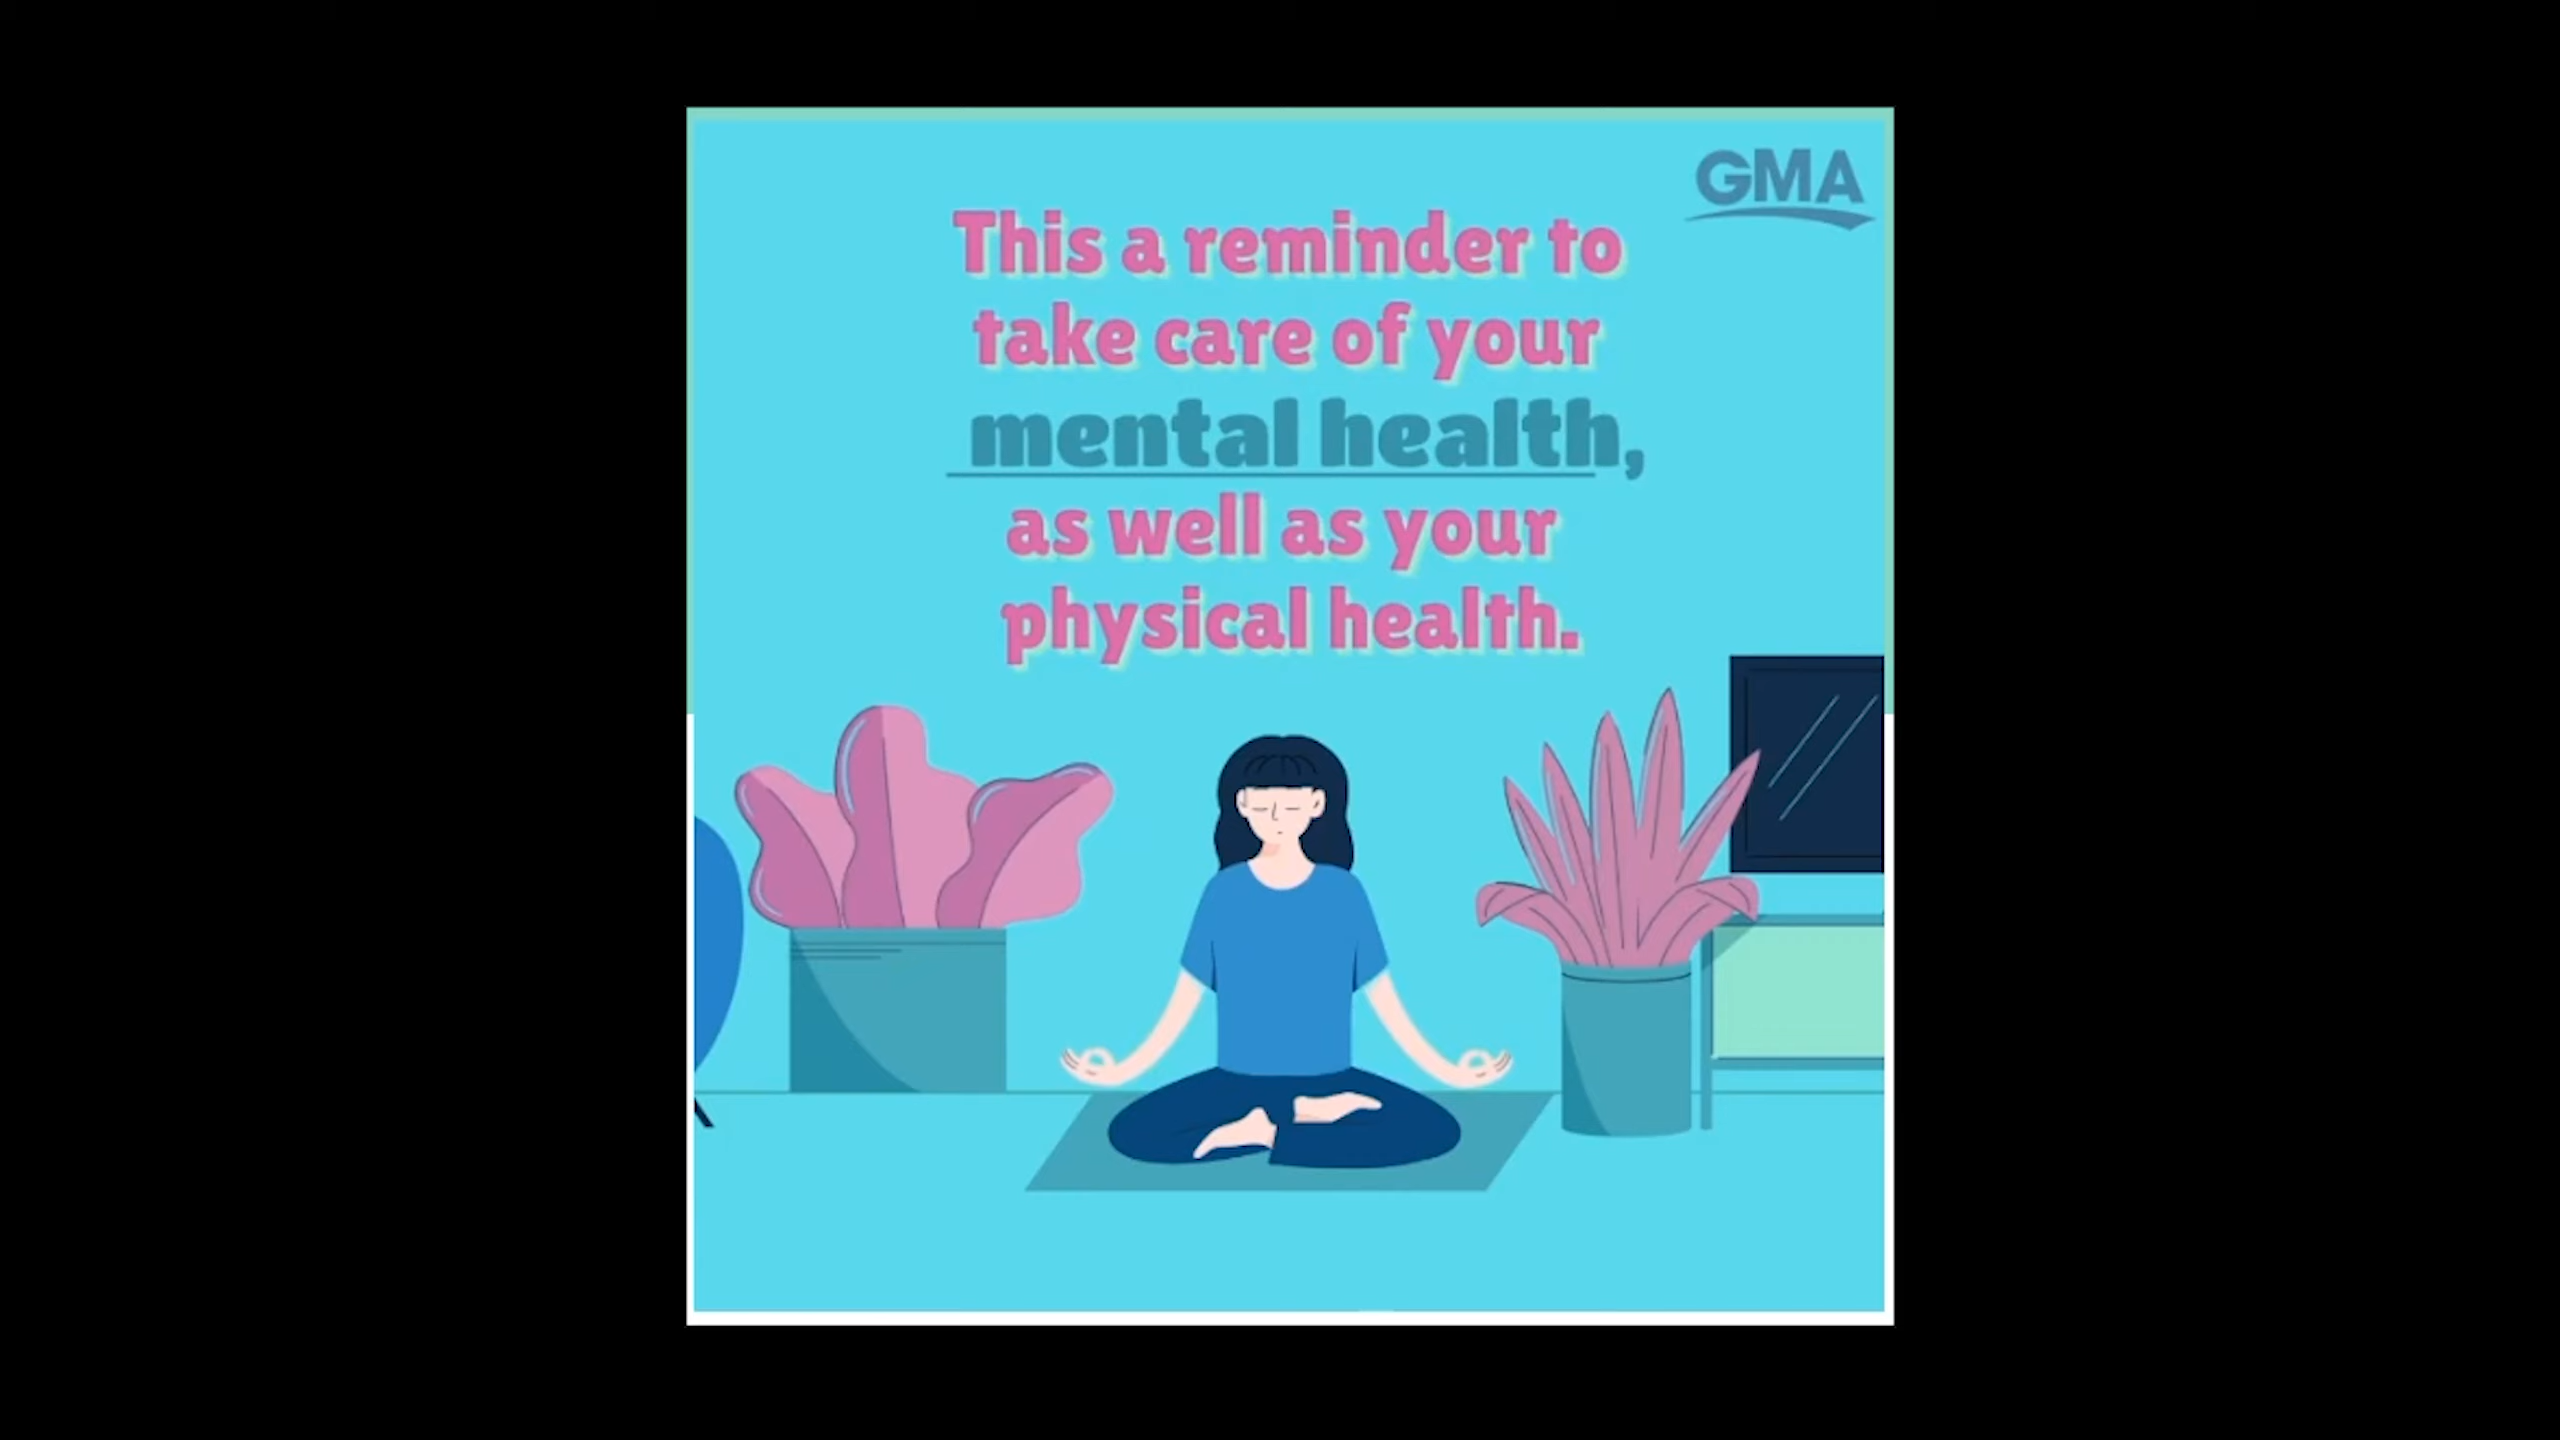 GMA
This a reminder to
take care of your
mental health,
as well as your
physical health.